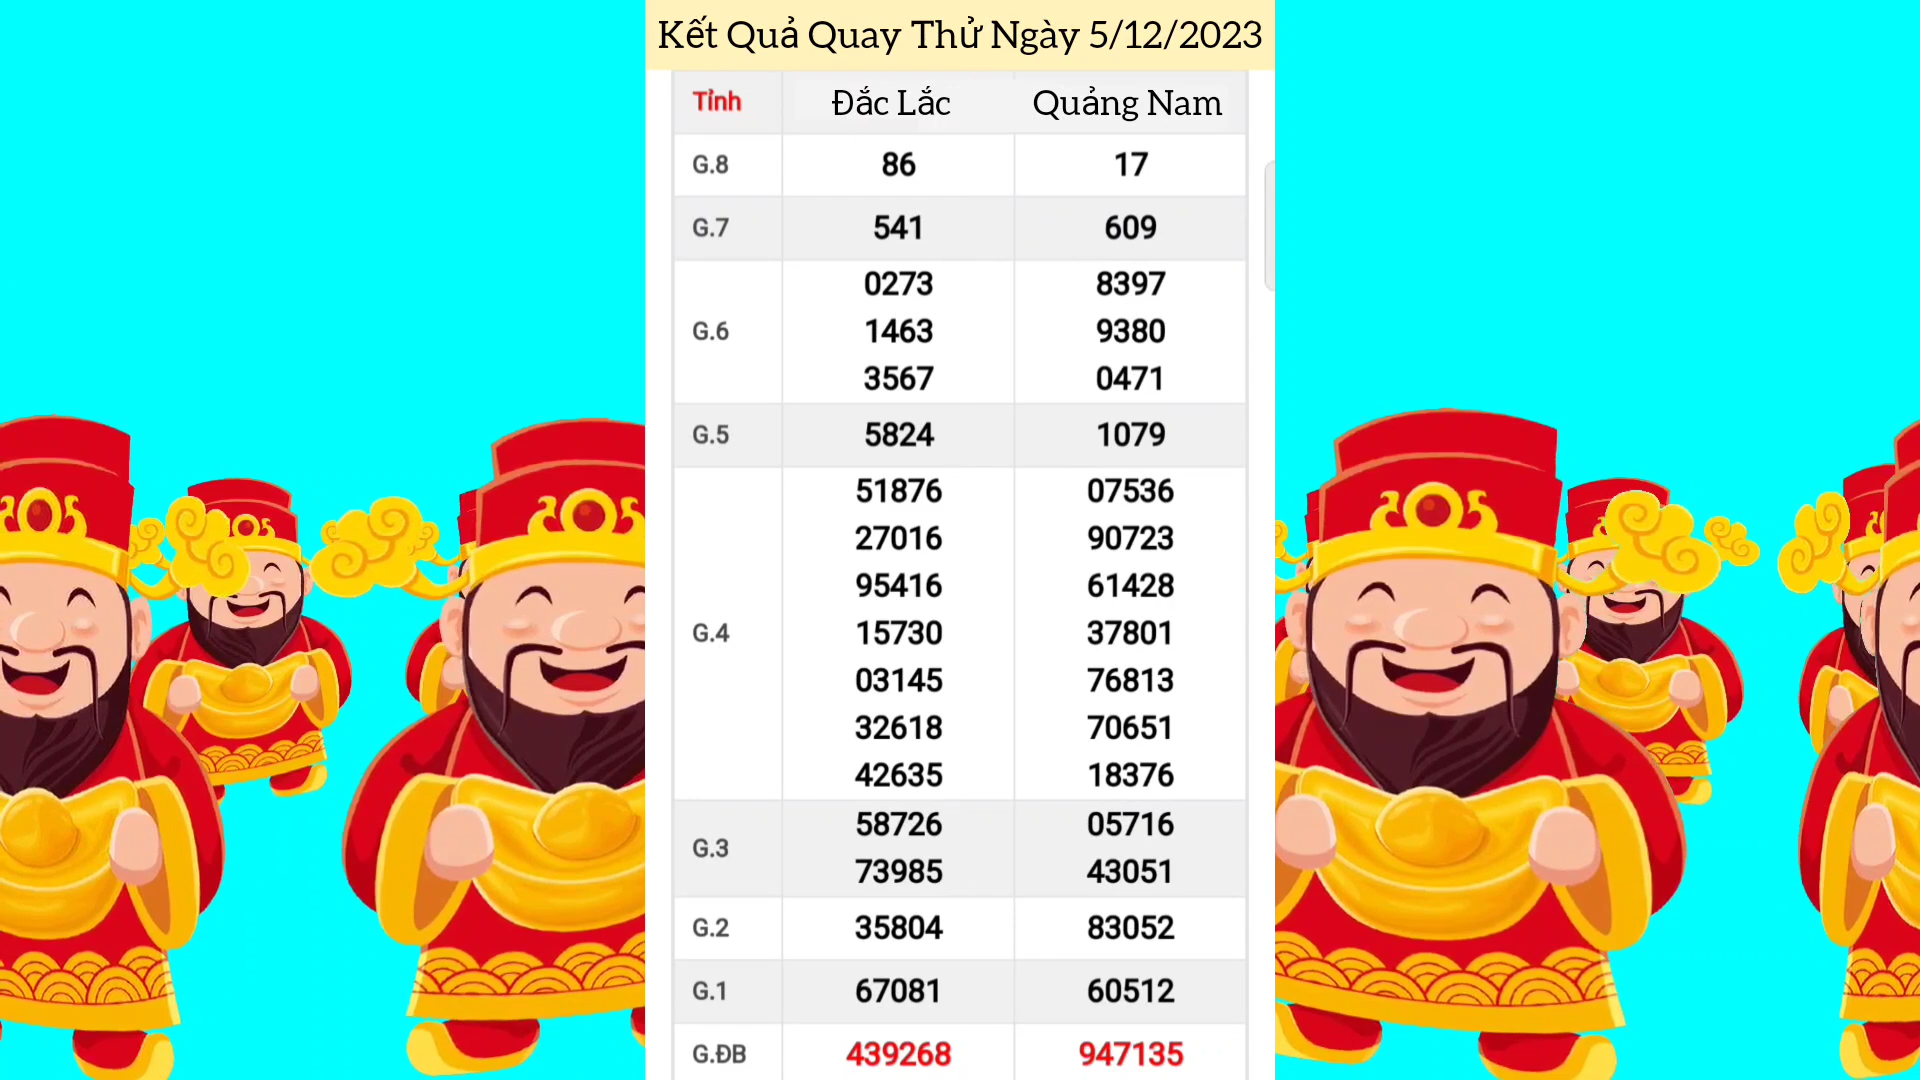 Kết Quả Quay Thử Ngày 5/12/2023
Tỉnh Đắc Lắc Quảng Nam
G.8 86 17
G.7 541 609
0273 8397
G.6 1463 9380
3567 0471
G.5 5824 1079
51876 07536
27016 90723
95416 61428
G.4 15730 37801
03145 76813
32618 70651
42635 18376
G.3 58726 05716
73985 43051
G.2 35804 83052
G.1 67081 60512
G.ĐB 439268 947135